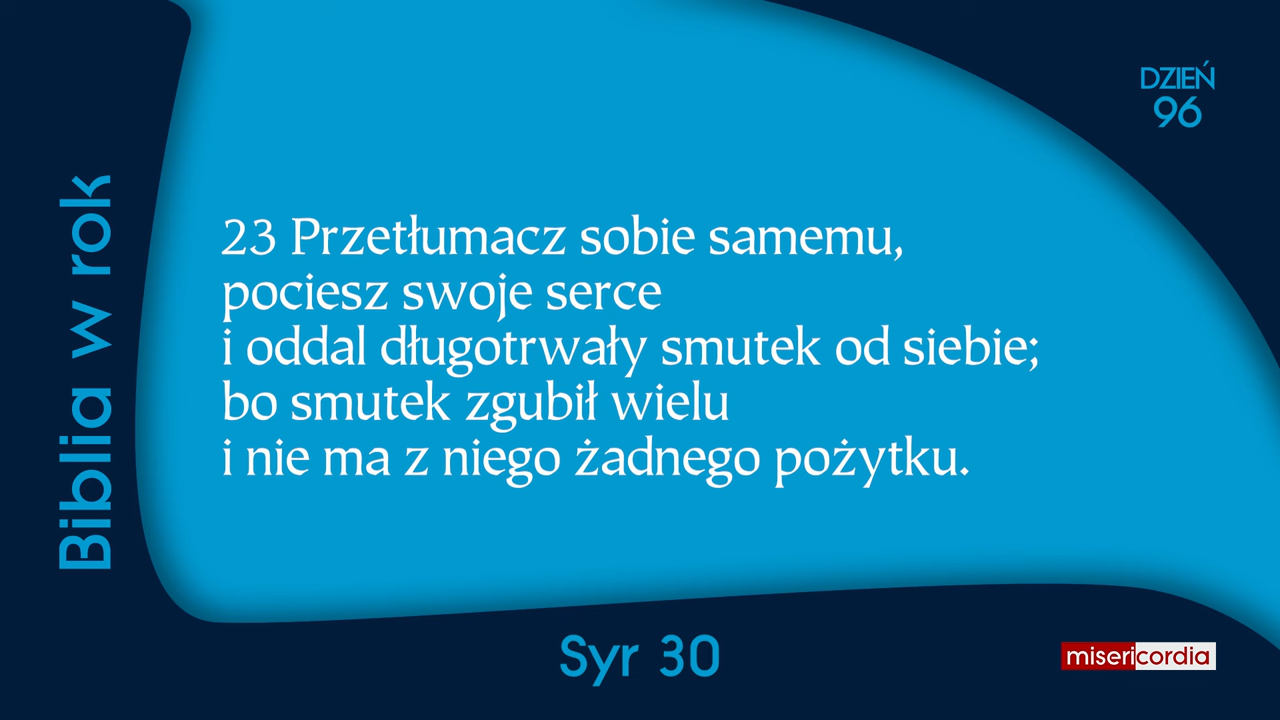 DZIEŃ
96
Biblia w rok
23 Przetłumacz sobie samemu,
pociesz swoje serce
i oddal długotrwały smutek od siebie;
bo smutek zgubił wielu
i nie ma z niego żadnego pożytku.
Syr 30
misericordia